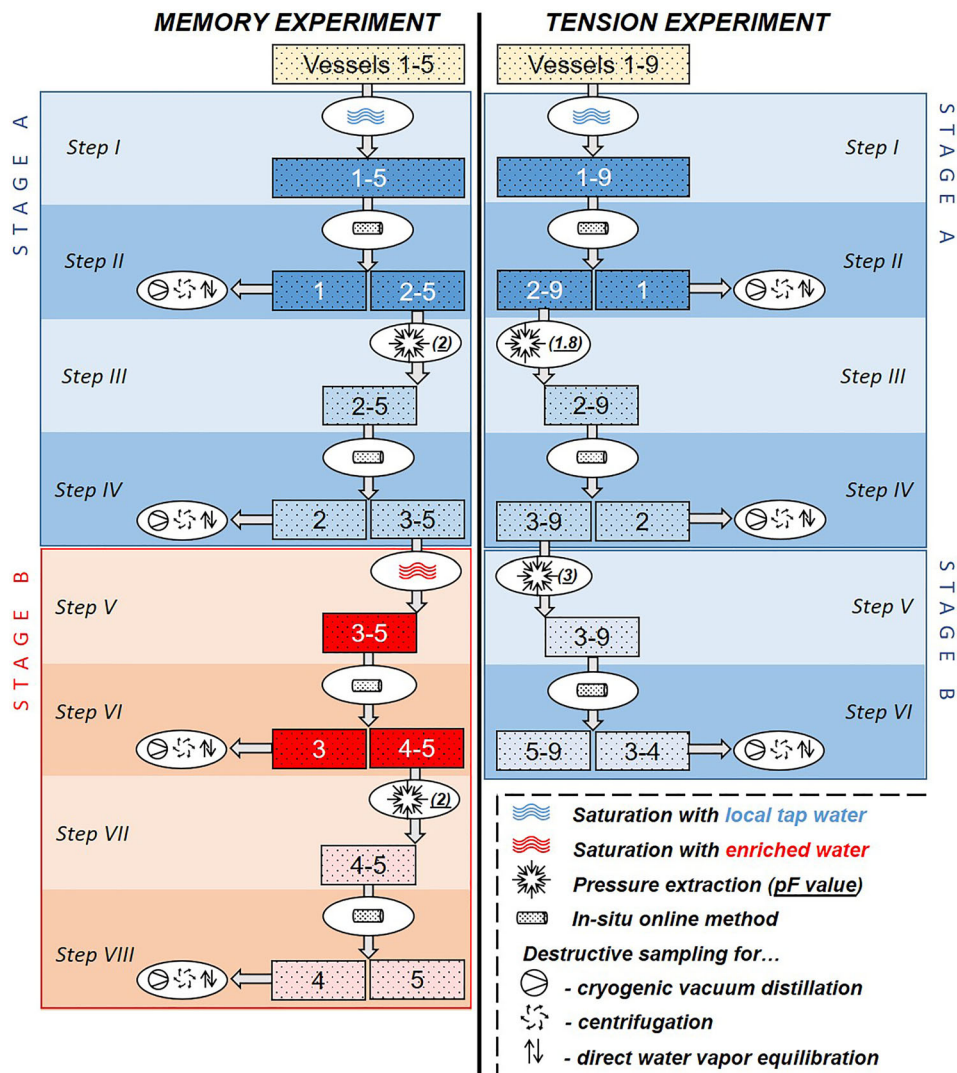 MEMORY EXPERIMENT
Vessels 1-5
STAGE A
Step I
1-5
Step II
1
2-5
Step III
(2)
2-5
Step IV
2
3-5
STAGE B
Step V
3-5
Step VI
3
4-5
Step VII
(2)
4-5
Step VIII
4
5
TENSION EXPERIMENT
Vessels 1-9
STAGE A
Step I
1-9
Step II
2-9
1
Step III
(1.8)
2-9
Step IV
3-9
2
STAGE B
Step V
(3)
3-9
Step VI
5-9
3-4
Saturation with local tap water
Saturation with enriched water
Pressure extraction (pF value)
In-situ online method
Destructive sampling for...
- cryogenic vacuum distillation
- centrifugation
- direct water vapor equilibration